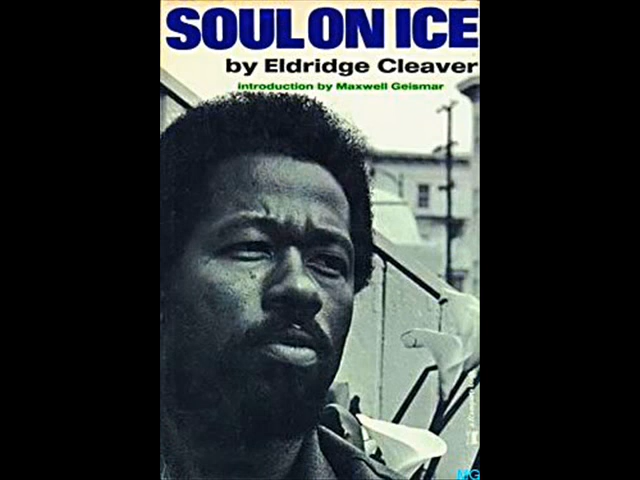 SOUL ON ICE
by Eldridge Cleaver
introduction by Maxwell Geismar